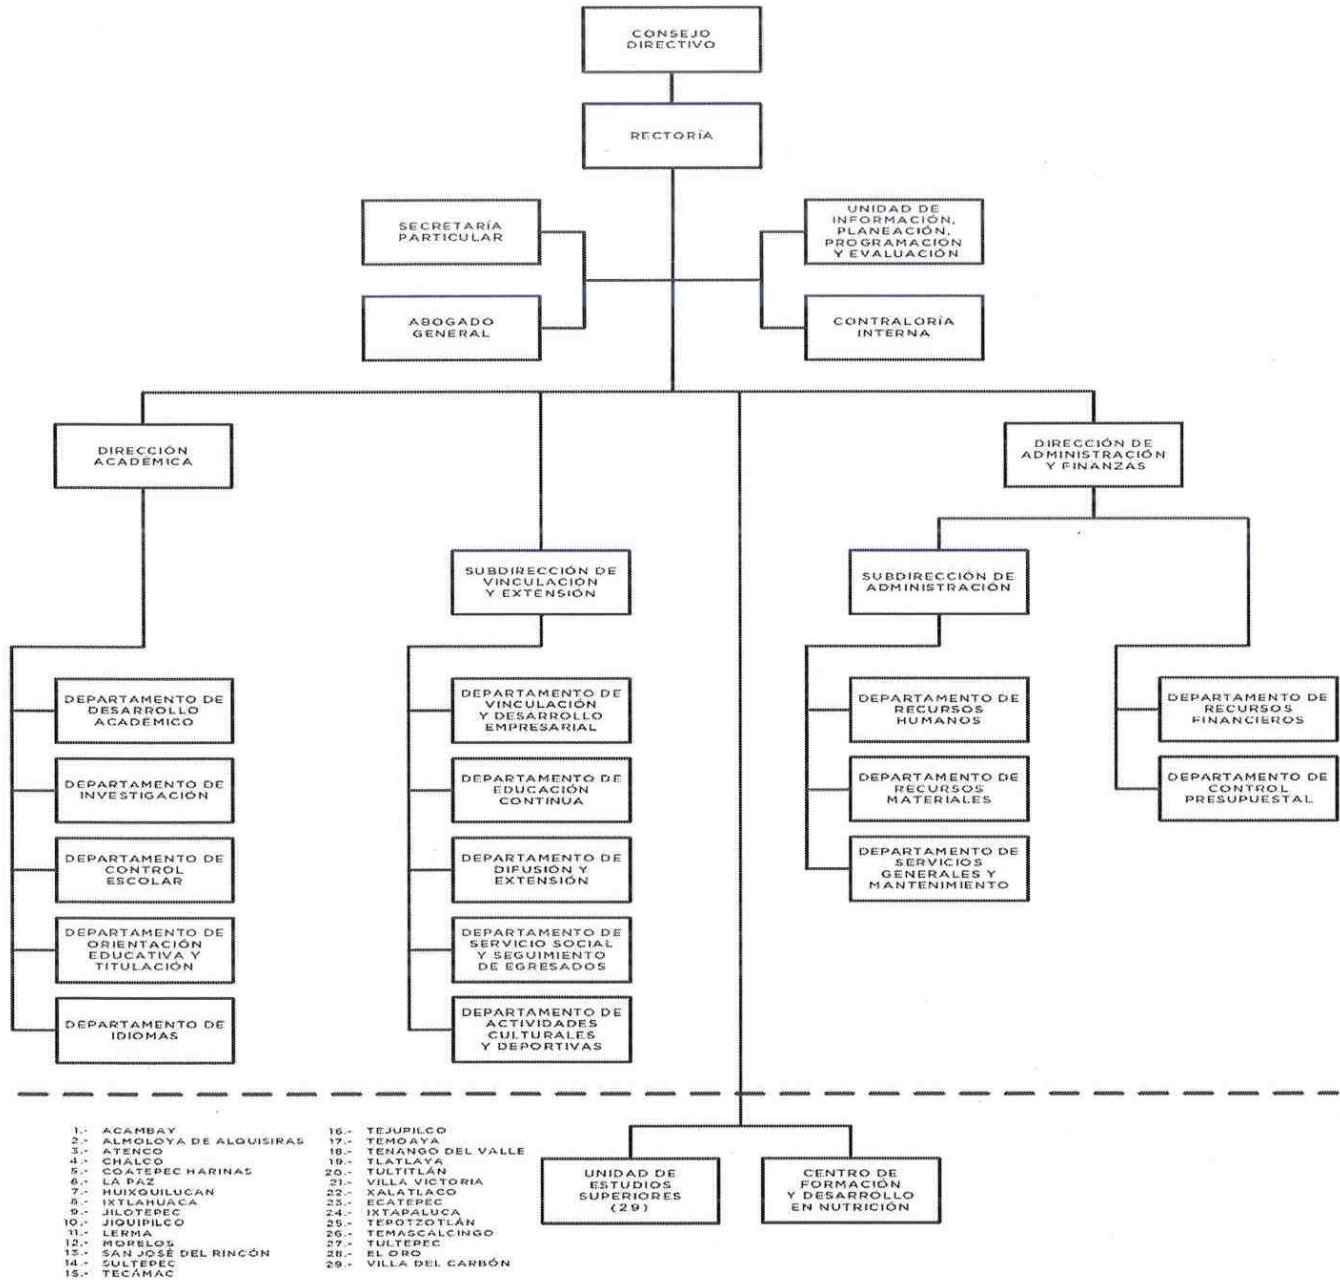 CONSEJO
DIRECTIVO
RECTORÍA
SECRETARÍA
PARTICULAR
UNIDAD DE
INFORMACIÓN,
PLANEACIÓN,
PROGRAMACIÓN
Y EVALUACIÓN
ABOGADO
GENERAL
CONTRALORÍA
INTERNA
DIRECCIÓN
ACADÉMICA
DIRECCIÓN DE
ADMINISTRACIÓN
Y FINANZAS
SUBDIRECCIÓN DE
VINCULACIÓN
Y EXTENSIÓN
SUBDIRECCIÓN DE
ADMINISTRACIÓN
DEPARTAMENTO DE
DESARROLLO
ACADÉMICO
DEPARTAMENTO DE
INVESTIGACIÓN
DEPARTAMENTO DE
CONTROL
ESCOLAR
DEPARTAMENTO DE
ORIENTACIÓN
EDUCATIVA Y
TITULACIÓN
DEPARTAMENTO DE
IDIOMAS
DEPARTAMENTO DE
VINCULACIÓN
Y DESARROLLO
EMPRESARIAL
DEPARTAMENTO DE
EDUCACIÓN
CONTINUA
DEPARTAMENTO DE
DIFUSIÓN Y
EXTENSIÓN
DEPARTAMENTO DE
SERVICIO SOCIAL
Y SEGUIMIENTO
DE EGRESADOS
DEPARTAMENTO DE
ACTIVIDADES
CULTURALES
Y DEPORTIVAS
DEPARTAMENTO DE
RECURSOS
HUMANOS
DEPARTAMENTO DE
RECURSOS
MATERIALES
DEPARTAMENTO DE
SERVICIOS
GENERALES Y
MANTENIMIENTO
DEPARTAMENTO DE
RECURSOS
FINANCIEROS
DEPARTAMENTO DE
CONTROL
PRESUPUESTAL
1.- ACAMBAY
2.- ALMOLOYA DE ALQUISIRAS
3.- ATENCO
4.- CHALCO
5.- COATEPEC HARINAS
6.- LA PAZ
7.- HUIXQUILUCAN
8.- IXTLAHUACA
9.- JILOTEPEC
10.- JIQUIPILCO
11.- LERMA
12.- MORELOS
13.- SAN JOSÉ DEL RINCÓN
14.- SULTEPEC
15.- TECÁMAC
16.- TEJUPILCO
17.- TEMOAYA
18.- TENANGO DEL VALLE
19.- TLATLAYA
20.- TULTITLÁN
21.- VILLA VICTORIA
22.- XALATLACO
23.- ECATEPEC
24.- IXTAPALUCA
25.- TEPOTZOTLÁN
26.- TEMASCALCINGO
27.- TULTEPEC
28.- EL ORO
29.- VILLA DEL CARBÓN
UNIDAD DE
ESTUDIOS
SUPERIORES
(29)
CENTRO DE
FORMACIÓN
Y DESARROLLO
EN NUTRICIÓN